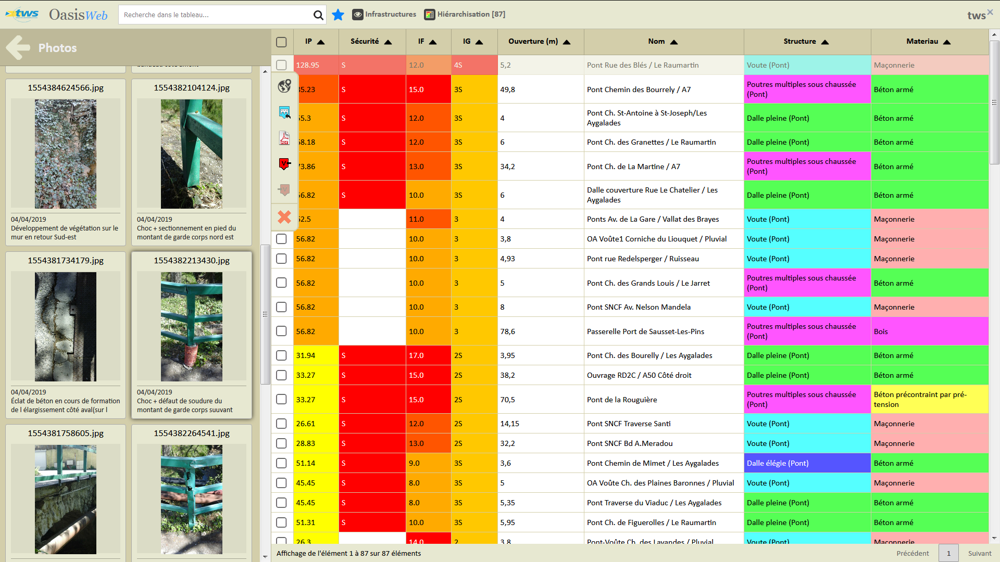 tws
OasisWeb
Recherche dans le tableau...
Infrastructures
Hiérarchisation [87]
tws
Photos
1554384624566.jpg
04/04/2019
Développement de végétation sur le
mur en retour Sud-est
1554382104124.jpg
04/04/2019
Choc + sectionnement en pied du
montant de garde corps nord est
1554381734179.jpg
04/04/2019
Éclat de béton en cours de formation
de l élargissement côté aval(sur l
1554382213430.jpg
04/04/2019
Choc + défaut de soudure du
montant de garde corps suuvant
1554381758605.jpg
1554382264541.jpg
IP Sécurité IF IG Ouverture (m) Nom Structure Materiau
128.95 S 12.0 4S 5,2 Pont Rue des Blés / Le Raumartin Voute (Pont) Maçonnerie
35.23 S 15.0 3S 49,8 Pont Chemin des Bourrely / A7 Poutres multiples sous chaussée
(Pont) Béton armé
5.3 S 12.0 3S 4 Pont Ch. St-Antoine à St-Joseph/Les
Aygalades Dalle pleine (Pont) Béton armé
8.18 S 12.0 3S 6 Pont Ch. des Granettes / Le Raumartin Dalle pleine (Pont) Béton armé
73.86 S 13.0 3S 34,2 Pont Ch. de La Martine / A7 Poutres multiples sous chaussée
(Pont) Béton armé
56.82 S 10.0 3S 6 Dalle couverture Rue Le Chatelier / Les
Aygalades Dalle pleine (Pont) Béton armé
2.5 11.0 3 4 Ponts Av. de La Gare / Vallat des Brayes Voute (Pont) Maçonnerie
56.82 10.0 3 3,8 OA Voûte1 Corniche du Liouquet / Pluvial Voute (Pont) Maçonnerie
56.82 10.0 3 4,93 Pont rue Redelsperger / Ruisseau Voute (Pont) Maçonnerie
56.82 10.0 3 5 Pont Ch. des Grands Louis / Le Jarret Poutres multiples sous chaussée
(Pont) Béton armé
56.82 10.0 3 8 Pont SNCF Av. Nelson Mandela Voute (Pont) Maçonnerie
56.82 10.0 3 78,6 Passerelle Port de Sausset-Les-Pins Poutres multiples sous chaussée
(Pont) Bois
31.94 S 17.0 2S 3,95 Pont Ch. des Bourelly / Les Aygalades Dalle pleine (Pont) Béton armé
33.27 S 15.0 2S 38,2 Ouvrage RD2C / A50 Côté droit Dalle pleine (Pont) Béton armé
33.27 S 15.0 2S 70,5 Pont de la Rouguière Poutres multiples sous chaussée
(Pont) Béton précontraint par pré-
tension
26.61 S 12.0 2S 14,15 Pont SNCF Traverse Santi Voute (Pont) Maçonnerie
28.83 S 13.0 2S 32,2 Pont SNCF Bd A.Meradou Voute (Pont) Maçonnerie
51.14 S 9.0 3S 3,6 Pont Chemin de Mimet / Les Aygalades Dalle élégie (Pont) Béton armé
45.45 S 8.0 3S 5 OA Voûte Ch. des Plaines Baronnes / Pluvial Voute (Pont) Maçonnerie
45.45 S 8.0 3S 5,35 Pont Traverse du Viaduc / Les Aygalades Dalle pleine (Pont) Béton armé
51.31 S 10.0 3S 5,95 Pont Ch. de Figuerolles / Le Raumartin Dalle pleine (Pont) Béton armé
26.3 14.0 2 3,8 Pont-Voûte Ch. des Lavandes / Pluvial Voute (Pont) Maçonnerie
Affichage de l'élément 1 à 87 sur 87 éléments
Précédent 1 Suivant